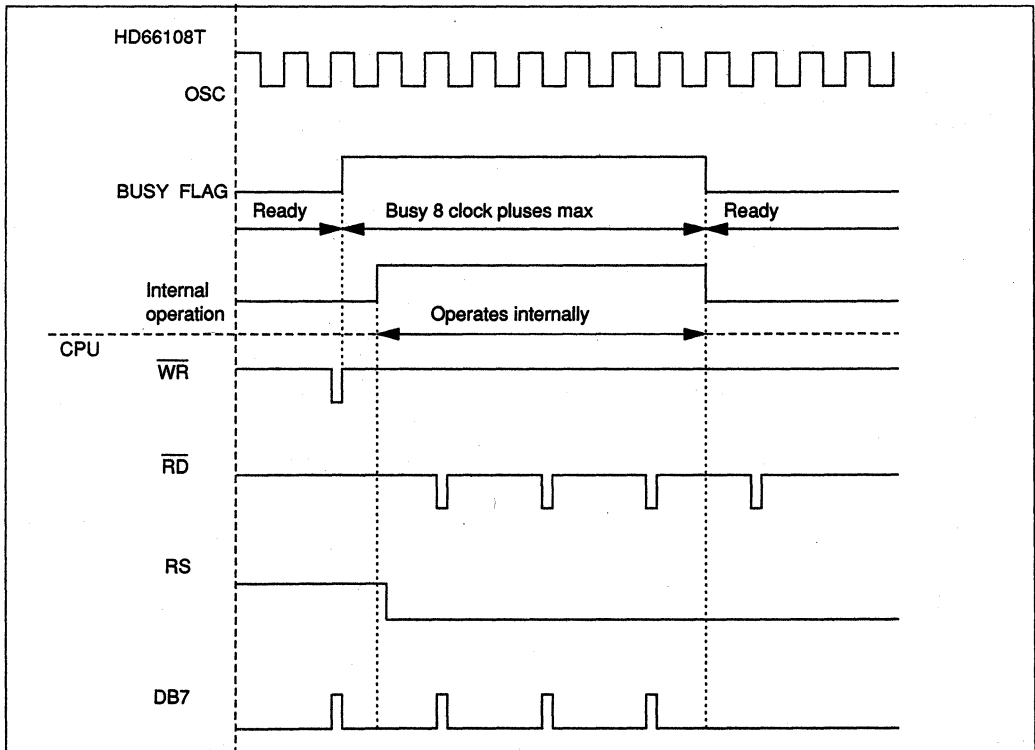 HD66108T
OSC
BUSY FLAG
Ready
Busy 8 clock pluses max
Ready
Internal
operation
Operates internally
CPU
WR
RD
RS
DB7